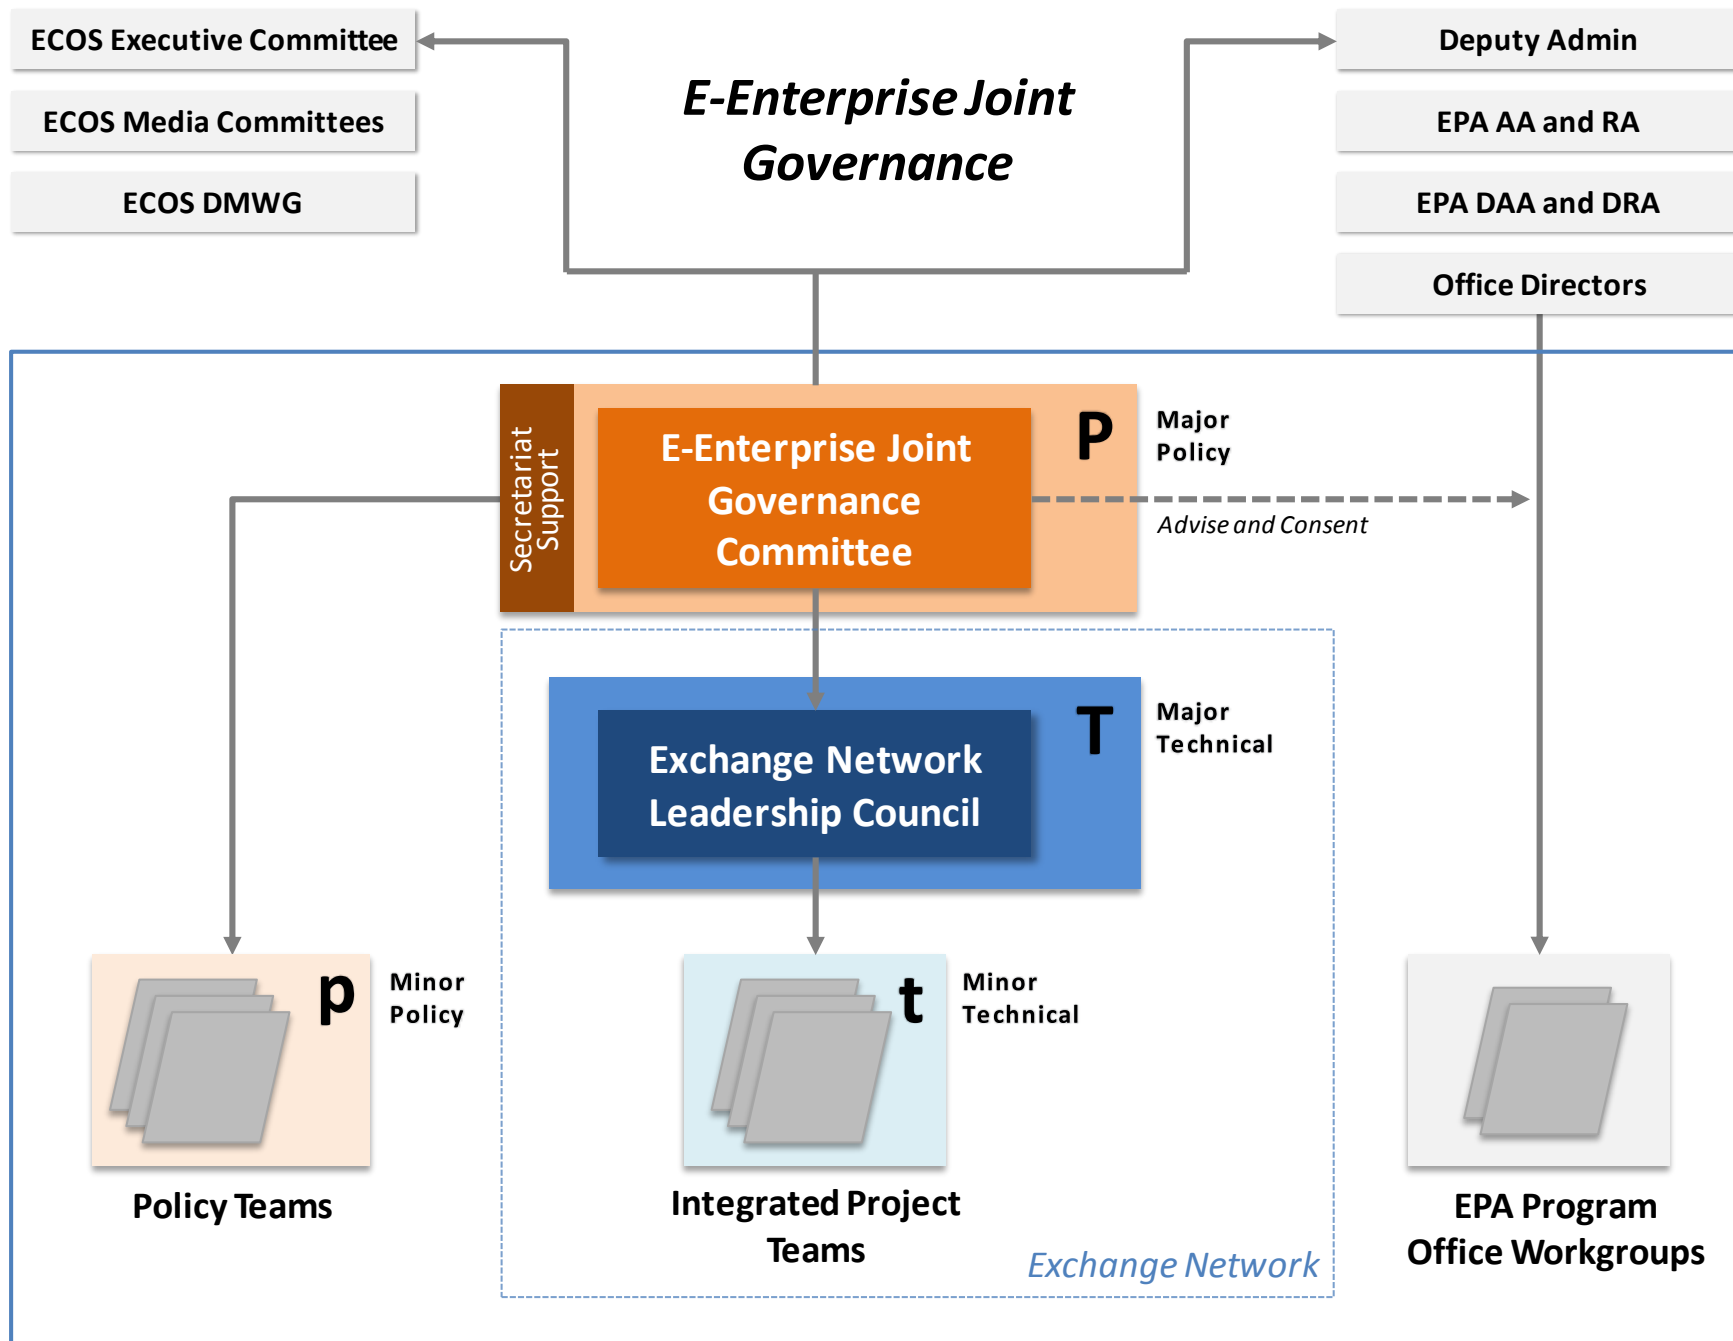 ECOS Executive Committee
ECOS Media Committees
ECOS DMWG
E-Enterprise Joint
Governance
Deputy Admin
EPA AA and RA
EPA DAA and DRA
Office Directors
Secretariat
Support
E-Enterprise Joint
Governance
Committee
P
Major
Policy
Advise and Consent
Exchange Network
Leadership Council
T
Major
Technical
p
Minor
Policy
Policy Teams
t
Minor
Technical
Integrated Project
Teams
Exchange Network
EPA Program
Office Workgroups